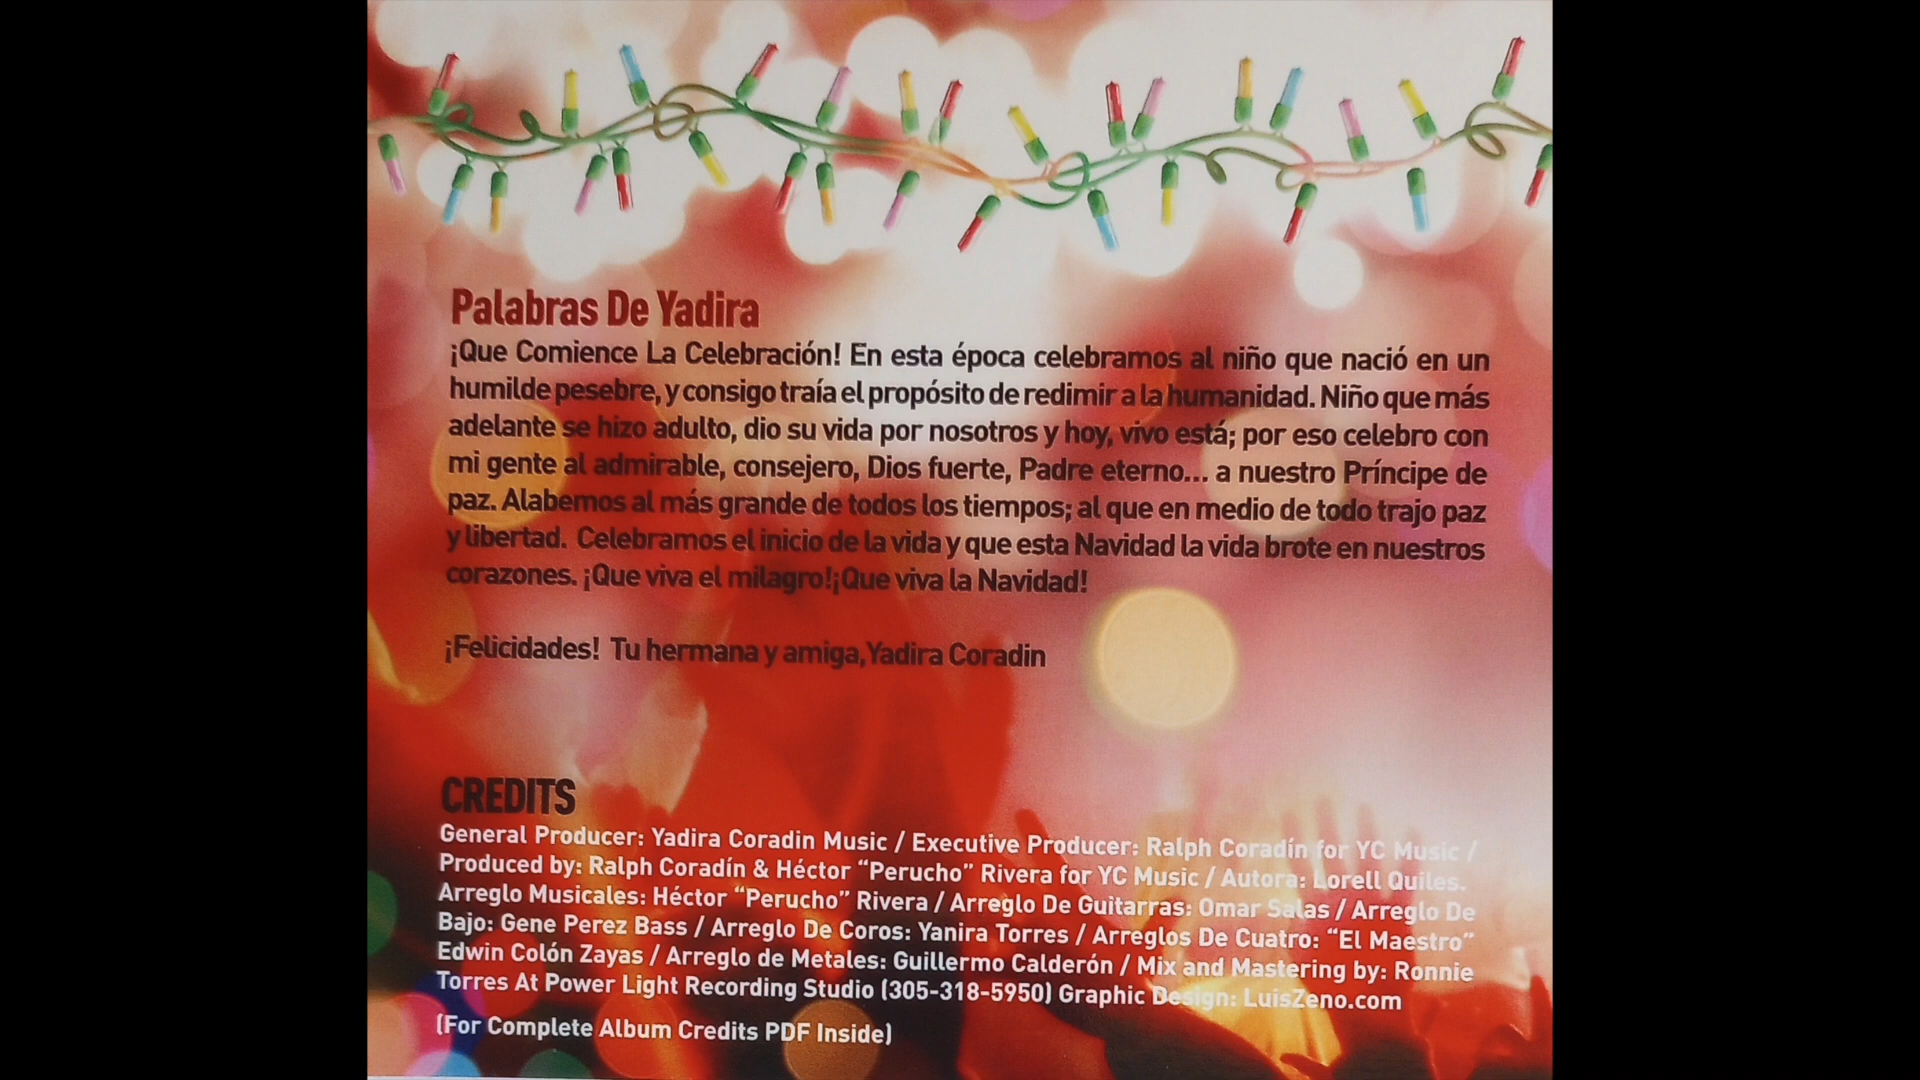 Palabras De Yadira
¡Que Comience La Celebración! En esta época celebramos al niño que nació en un
humilde pesebre, y consigo traía el propósito de redimir a la humanidad. Niño que más
adelante se hizo adulto, dio su vida por nosotros y hoy, vivo está; por eso celebro con
mi gente al admirable, consejero, Dios fuerte, Padre eterno... a nuestro Príncipe de
paz. Alabemos al más grande de todos los tiempos; al que en medio de todo trajo paz
y libertad. Celebramos el inicio de la vida y que esta Navidad la vida brote en nuestros
corazones. ¡Que viva el milagro!¡Que viva la Navidad!
¡Felicidades! Tu hermana y amiga,Yadira Coradin
CREDITS
General Producer: Yadira Coradin Music / Executive Producer: Ralph Coradín for YC Music /
Produced by: Ralph Coradín & Héctor “Perucho” Rivera for YC Music / Autora: Lorell Quiles.
Arreglo Musicales: Héctor “Perucho” Rivera / Arreglo De Guitarras: Omar Salas / Arreglo De
Bajo: Gene Perez Bass / Arreglo De Coros: Yanira Torres / Arreglos De Cuatro: “El Maestro”
Edwin Colón Zayas / Arreglo de Metales: Guillermo Calderón / Mix and Mastering by: Ronnie
Torres At Power Light Recording Studio (305-318-5950) Graphic Design: LuisZeno.com
(For Complete Album Credits PDF Inside)